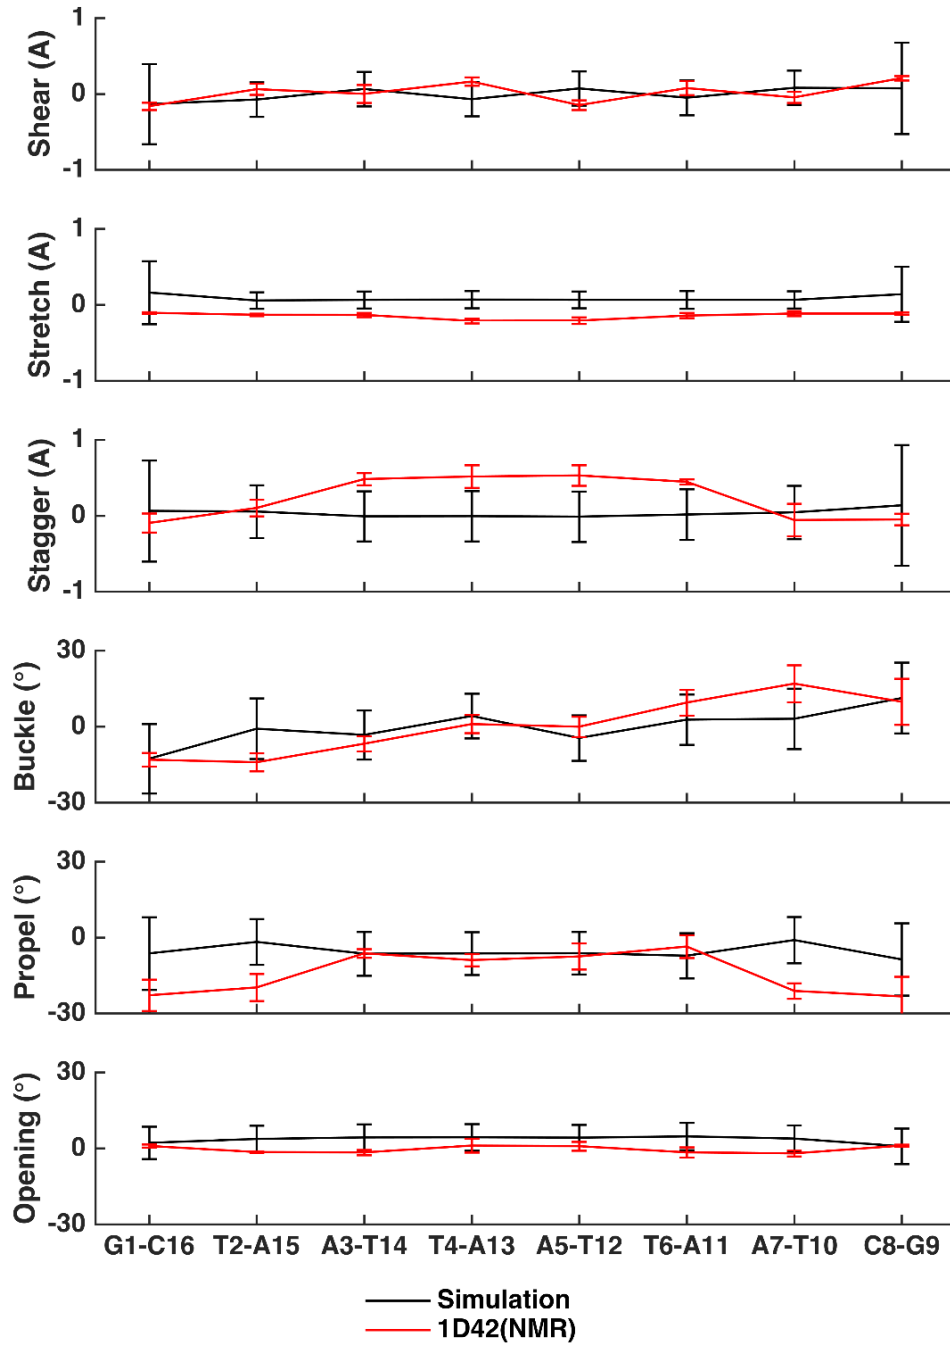 Shear (A)
1
0
-1
Stretch (A)
1
0
-1
Stagger (A)
1
0
-1
Buckle (°)
30
0
-30
Propel (°)
30
0
-30
Opening (°)
30
0
-30
G1-C16 T2-A15 A3-T14 T4-A13 A5-T12 T6-A11 A7-T10 C8-G9
Simulation
1D42(NMR)